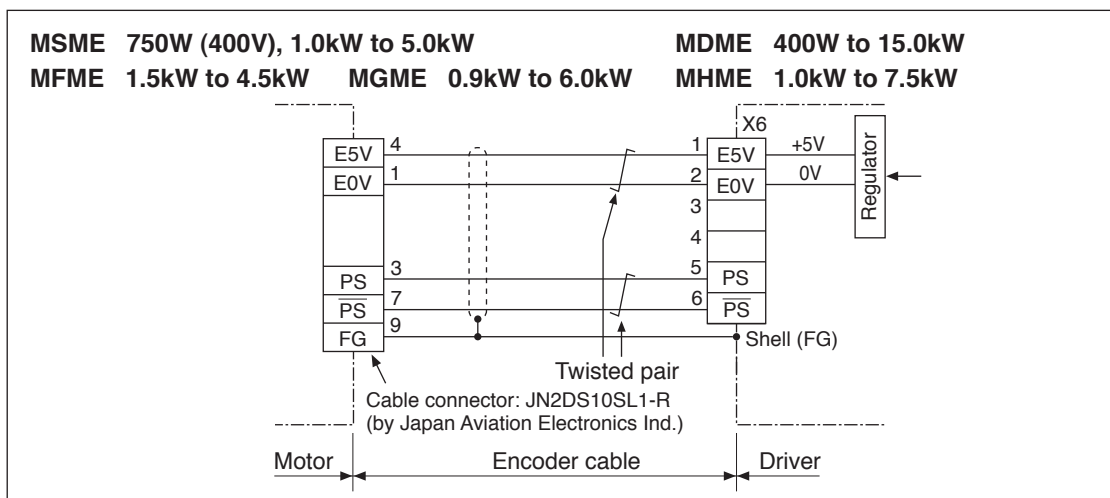 MSME 750W (400V), 1.0kW to 5.0kW MDME 400W to 15.0kW
MFME 1.5kW to 4.5kW MGME 0.9kW to 6.0kW MHME 1.0kW to 7.5kW
X6
E5V 4 1 E5V +5V
E0V 1 2 E0V 0V
Regulator
3
4
PS 3 5 PS
P̅S̅ 7 6 P̅S̅
FG 9 Shell (FG)
Twisted pair
Cable connector: JN2DS10SL1-R
(by Japan Aviation Electronics Ind.)
Motor Encoder cable Driver